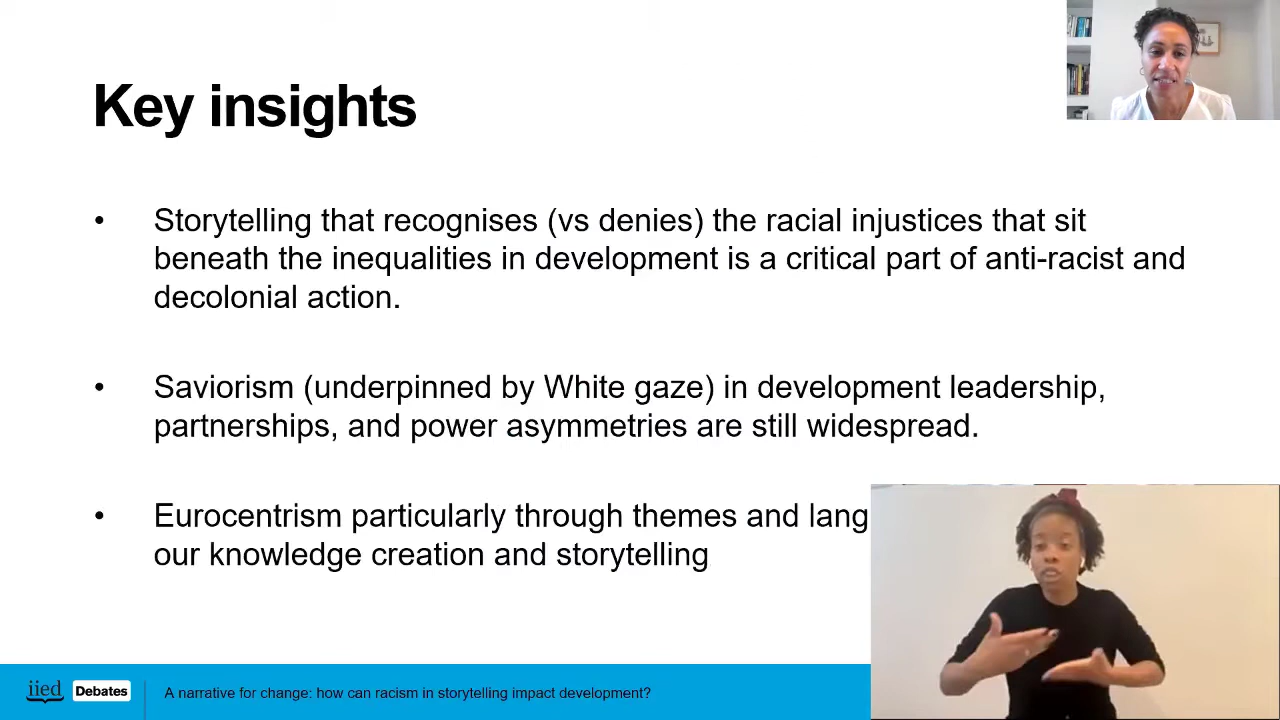 Key insights
• Storytelling that recognises (vs denies) the racial injustices that sit
beneath the inequalities in development is a critical part of anti-racist and
decolonial action.
• Saviorism (underpinned by White gaze) in development leadership,
partnerships, and power asymmetries are still widespread.
• Eurocentrism particularly through themes and lang
our knowledge creation and storytelling
iied Debates A narrative for change: how can racism in storytelling impact development?